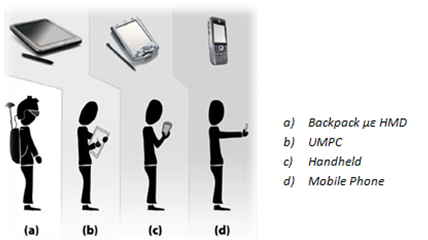 a) Backpack με HMD
b) UMPC
c) Handheld
d) Mobile Phone
(a) (b) (c) (d)